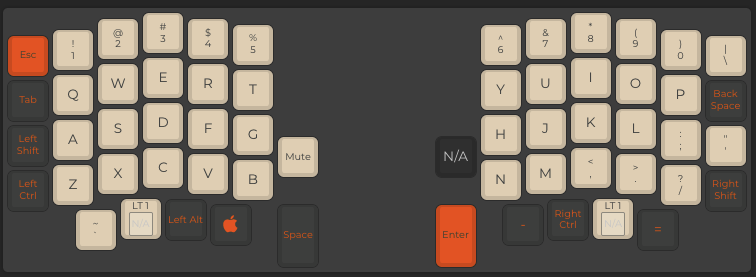 Esc ! @ # $ % ^ & * ( ) |
1 2 3 4 5 6 7 8 9 0 \
Tab Q W E R T Y U I O P Back
Space
Left
Shift A S D F G H J K L : "
; '
Left
Ctrl Z X C V B Mute N/A N M < > ? Right
Shift
, . /
~ LT 1 Left Alt Space Enter - Right
Ctrl LT 1 =
` N/A N/A